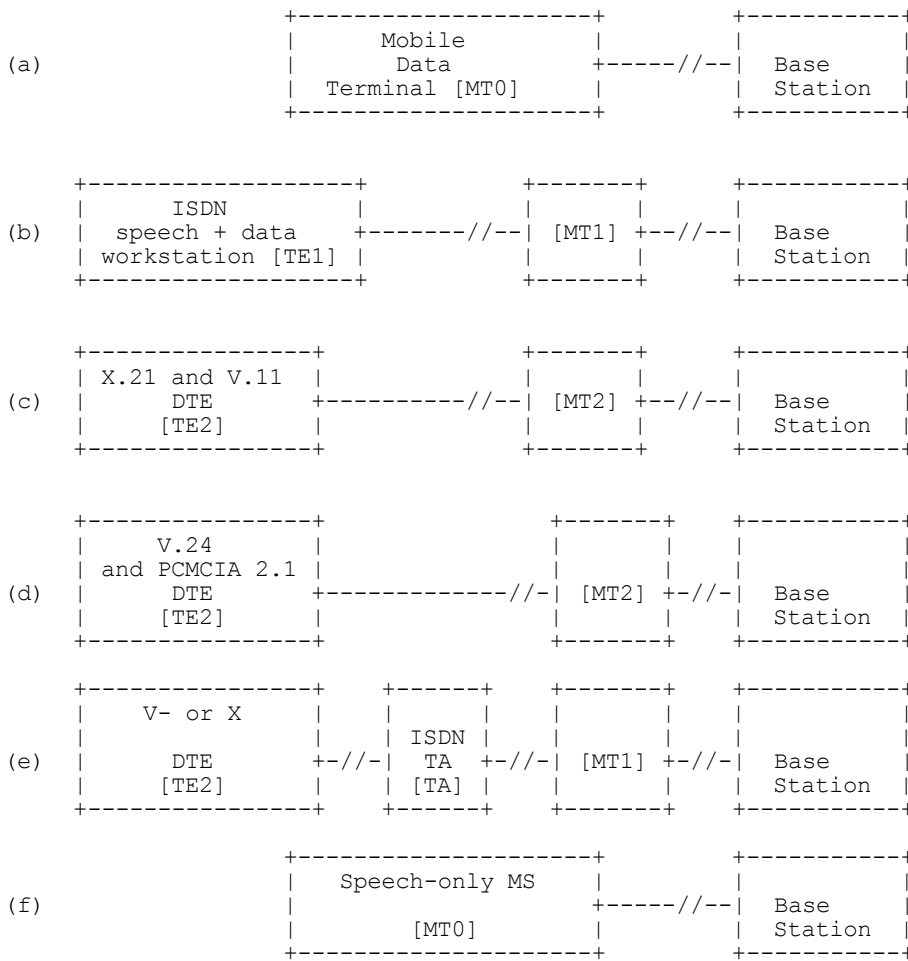 Mobile
(a) Data Base
Terminal [MT0] Station
ISDN
(b) speech + data [MT1] Base
workstation [TE1] Station
X.21 and V.11
(c) DTE [MT2] Base
[TE2] Station
V.24
and PCMCIA 2.1
(d) DTE [MT2] Base
[TE2] Station
V- or X
ISDN
(e) DTE TA [MT1] Base
[TE2] [TA] Station
Speech-only MS
(f) Base
[MT0] Station